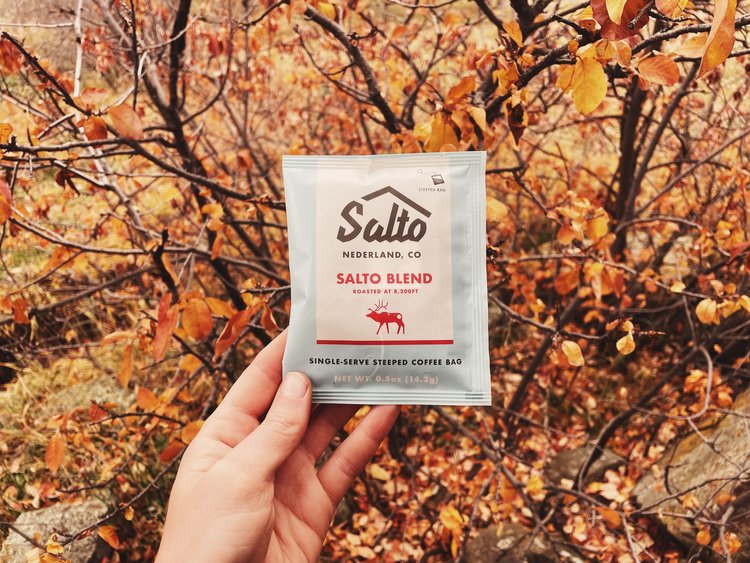 STEEPED BAG
Salto
NEDERLAND, CO
SALTO BLEND
ROASTED AT 8,200FT
SINGLE-SERVE STEEPED COFFEE BAG
NET WT. 0.5oz (14.2g)